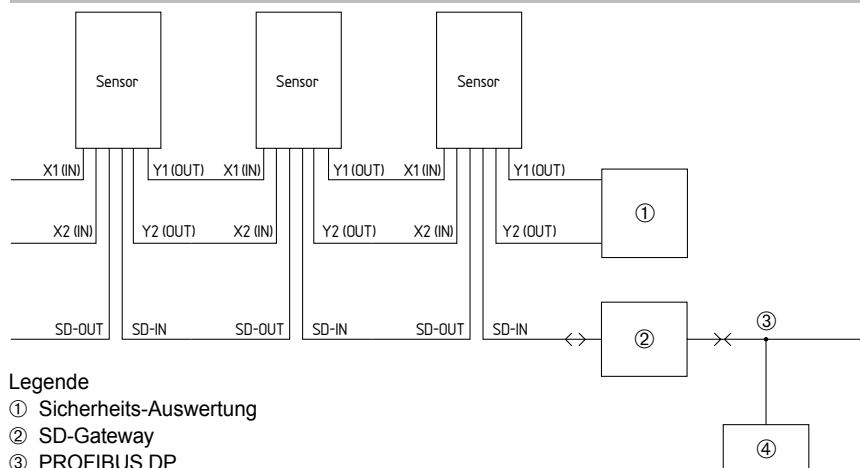 Sensor Sensor Sensor
X1 (IN) Y1 (OUT) X1 (IN) Y1 (OUT) X1 (IN) Y1 (OUT)
①
X2 (IN) Y2 (OUT) X2 (IN) Y2 (OUT) X2 (IN) Y2 (OUT)
SD-OUT SD-IN SD-OUT SD-IN SD-OUT SD-IN
②
③
Legende
① Sicherheits-Auswertung
② SD-Gateway
③ PROFIBUS DP
④